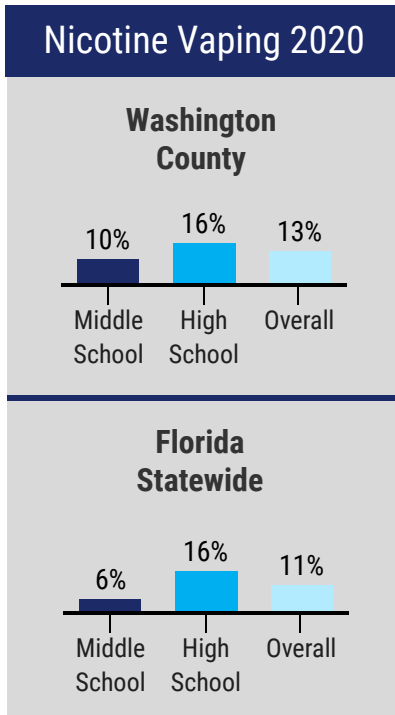 Nicotine Vaping 2020
Washington
County
10%
16%
13%
Middle
School
High
School
Overall
Florida
Statewide
6%
16%
11%
Middle
School
High
School
Overall